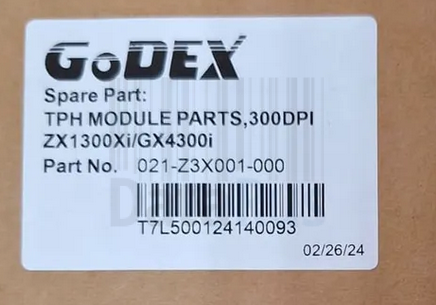 GoDEX
Spare Part:
TPH MODULE PARTS,300DPI
ZX1300Xi/GX4300i
Part No. 021-Z3X001-000
T7L500124140093
02/26/24